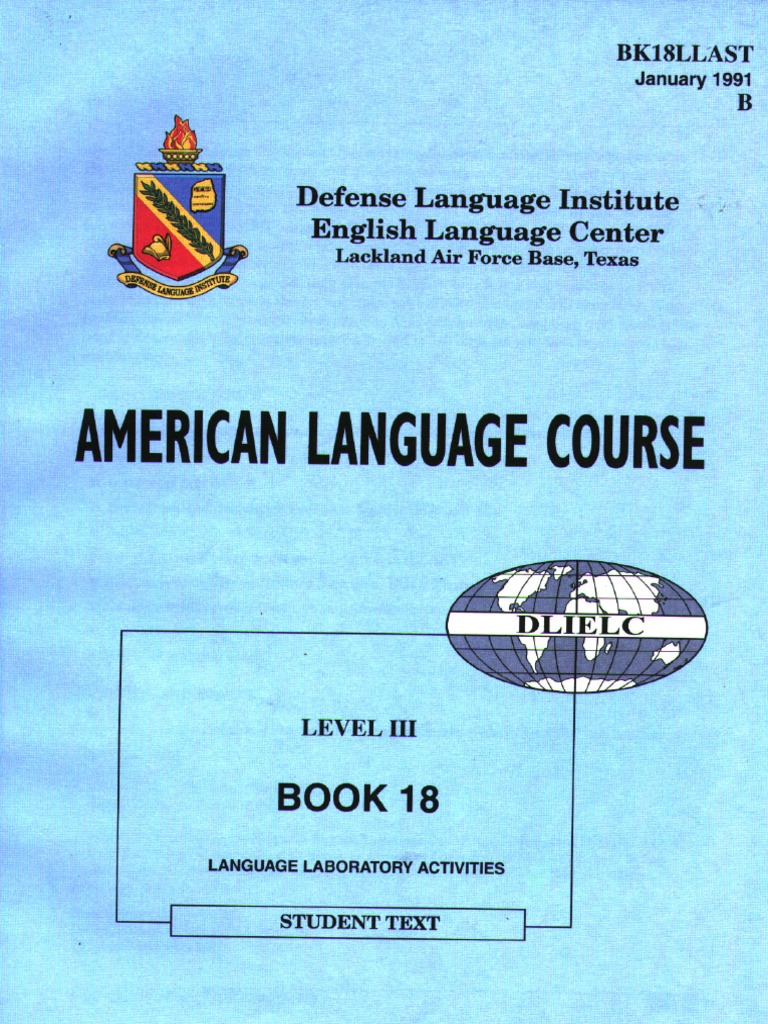 BK18LLAST
January 1991
B
Defense Language Institute
English Language Center
Lackland Air Force Base, Texas
DEFENSE LANGUAGE INSTITUTE
AMERICAN LANGUAGE COURSE
DLIELC
LEVEL III
BOOK 18
LANGUAGE LABORATORY ACTIVITIES
STUDENT TEXT